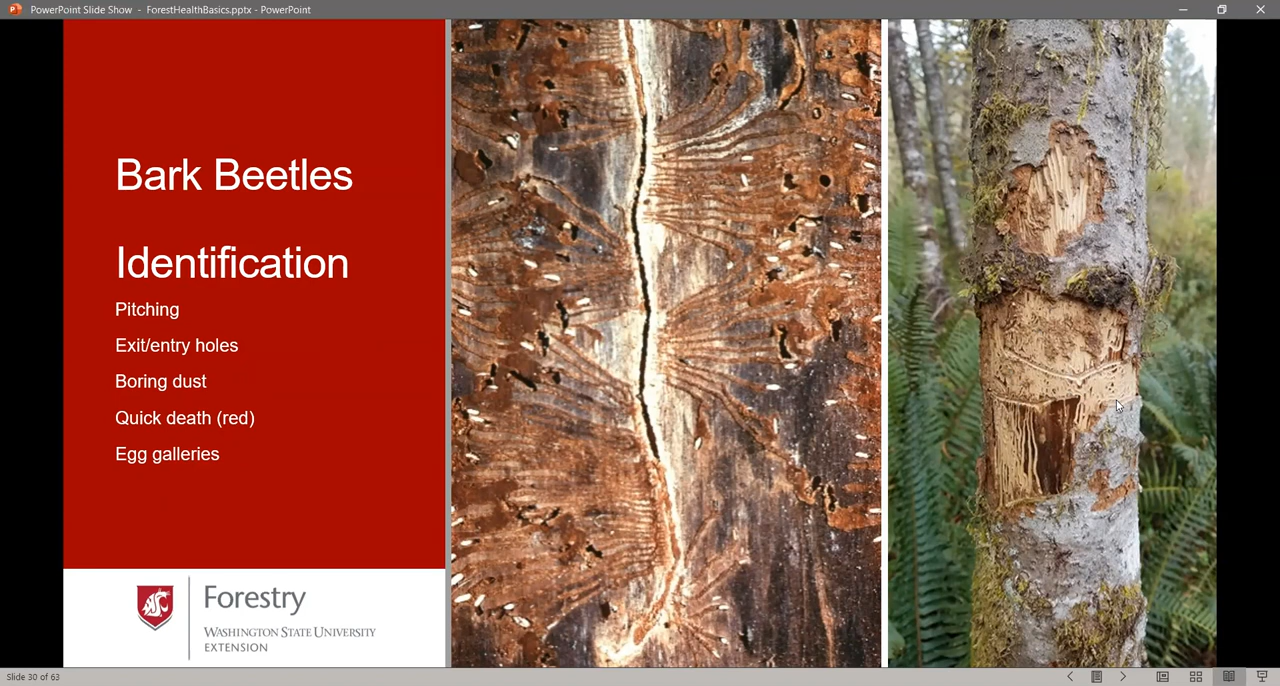 PowerPoint Slide Show - ForestHealthBasics.pptx - PowerPoint
Bark Beetles
Identification
Pitching
Exit/entry holes
Boring dust
Quick death (red)
Egg galleries
Forestry
WASHINGTON STATE UNIVERSITY
EXTENSION
Slide 30 of 63